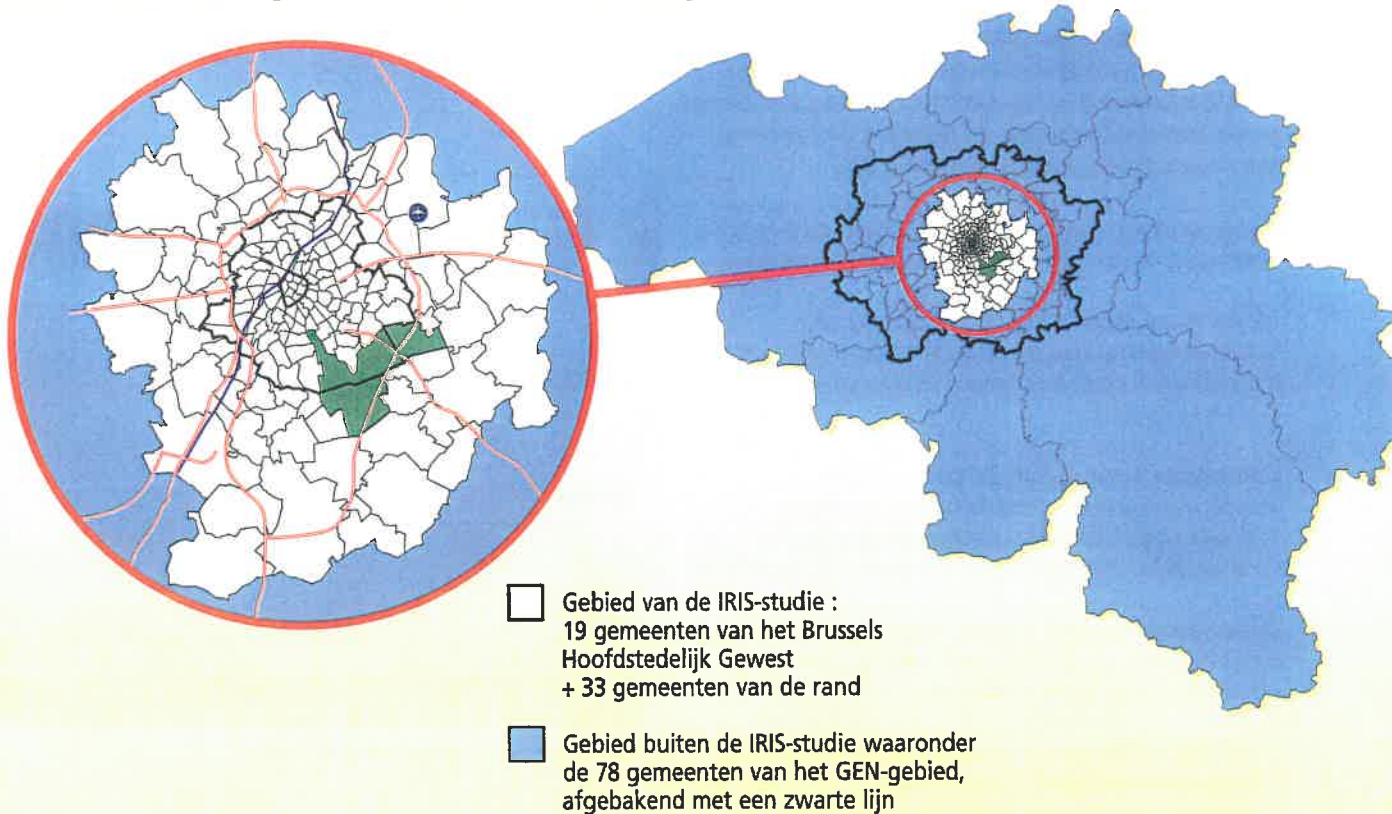 Gebied van de IRIS-studie :
19 gemeenten van het Brussels
Hoofdstedelijk Gewest
+ 33 gemeenten van de rand
Gebied buiten de IRIS-studie waaronder
de 78 gemeenten van het GEN-gebied,
afgebakend met een zwarte lijn